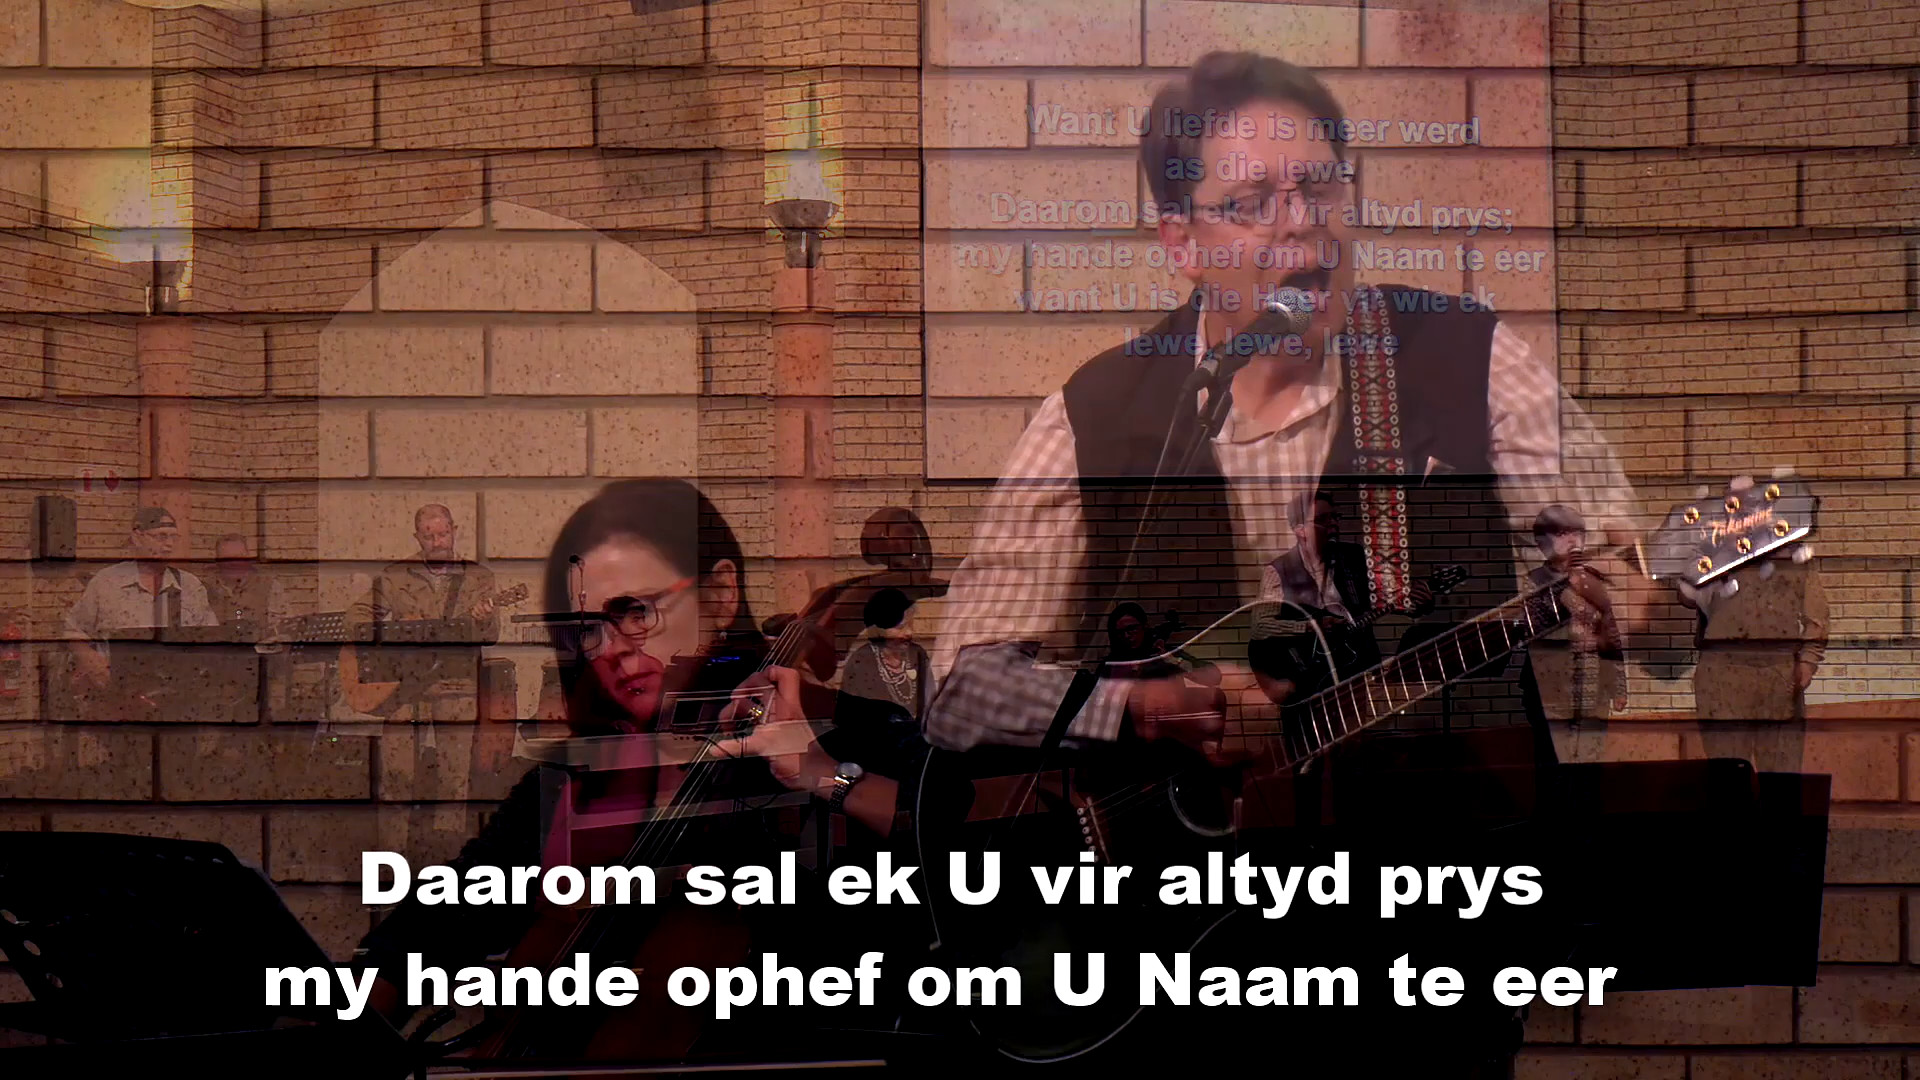 Want U liefde is meer werd
as die lewe
Daarom sal ek U vir altyd prys;
my hande ophef om U Naam te eer
want U is die Heer vir wie ek
lewe, lewe, lewe
Takamine
Daarom sal ek U vir altyd prys
my hande ophef om U Naam te eer